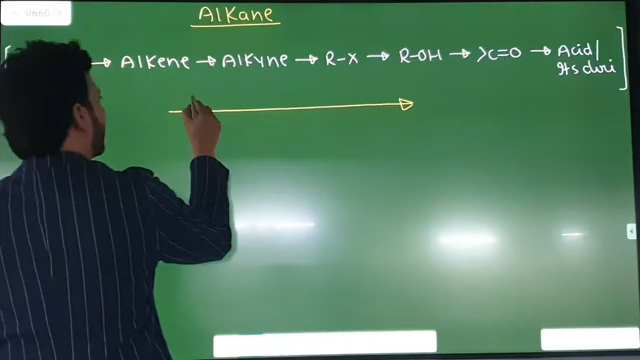 Alkane
→ Alkene → Alkyne → R-X → R-OH → >C=O → Acid/
Its deri